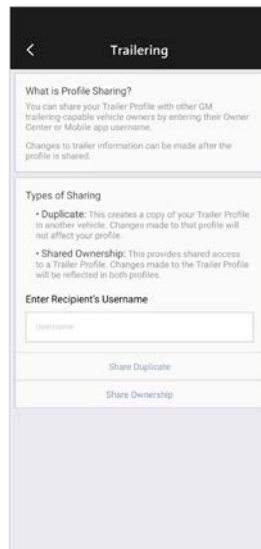 Trailering
What is Profile Sharing?
You can share your Trailer Profile with other GM
trailering-capable vehicle owners by entering their Owner
Center or Mobile app username.
Changes to trailer information can be made after the
profile is shared.
Types of Sharing
• Duplicate: This creates a copy of your Trailer Profile
in another vehicle. Changes made to that profile will
not affect your profile.
• Shared Ownership: This provides shared access
to a Trailer Profile. Changes made to the Trailer Profile
will be reflected in both profiles.
Enter Recipient's Username
Username
Share Duplicate
Share Ownership